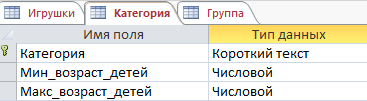 Игрушки Категория Группа
Имя поля Тип данных
Категория Короткий текст
Мин_возраст_детей Числовой
Макс_возраст_детей Числовой